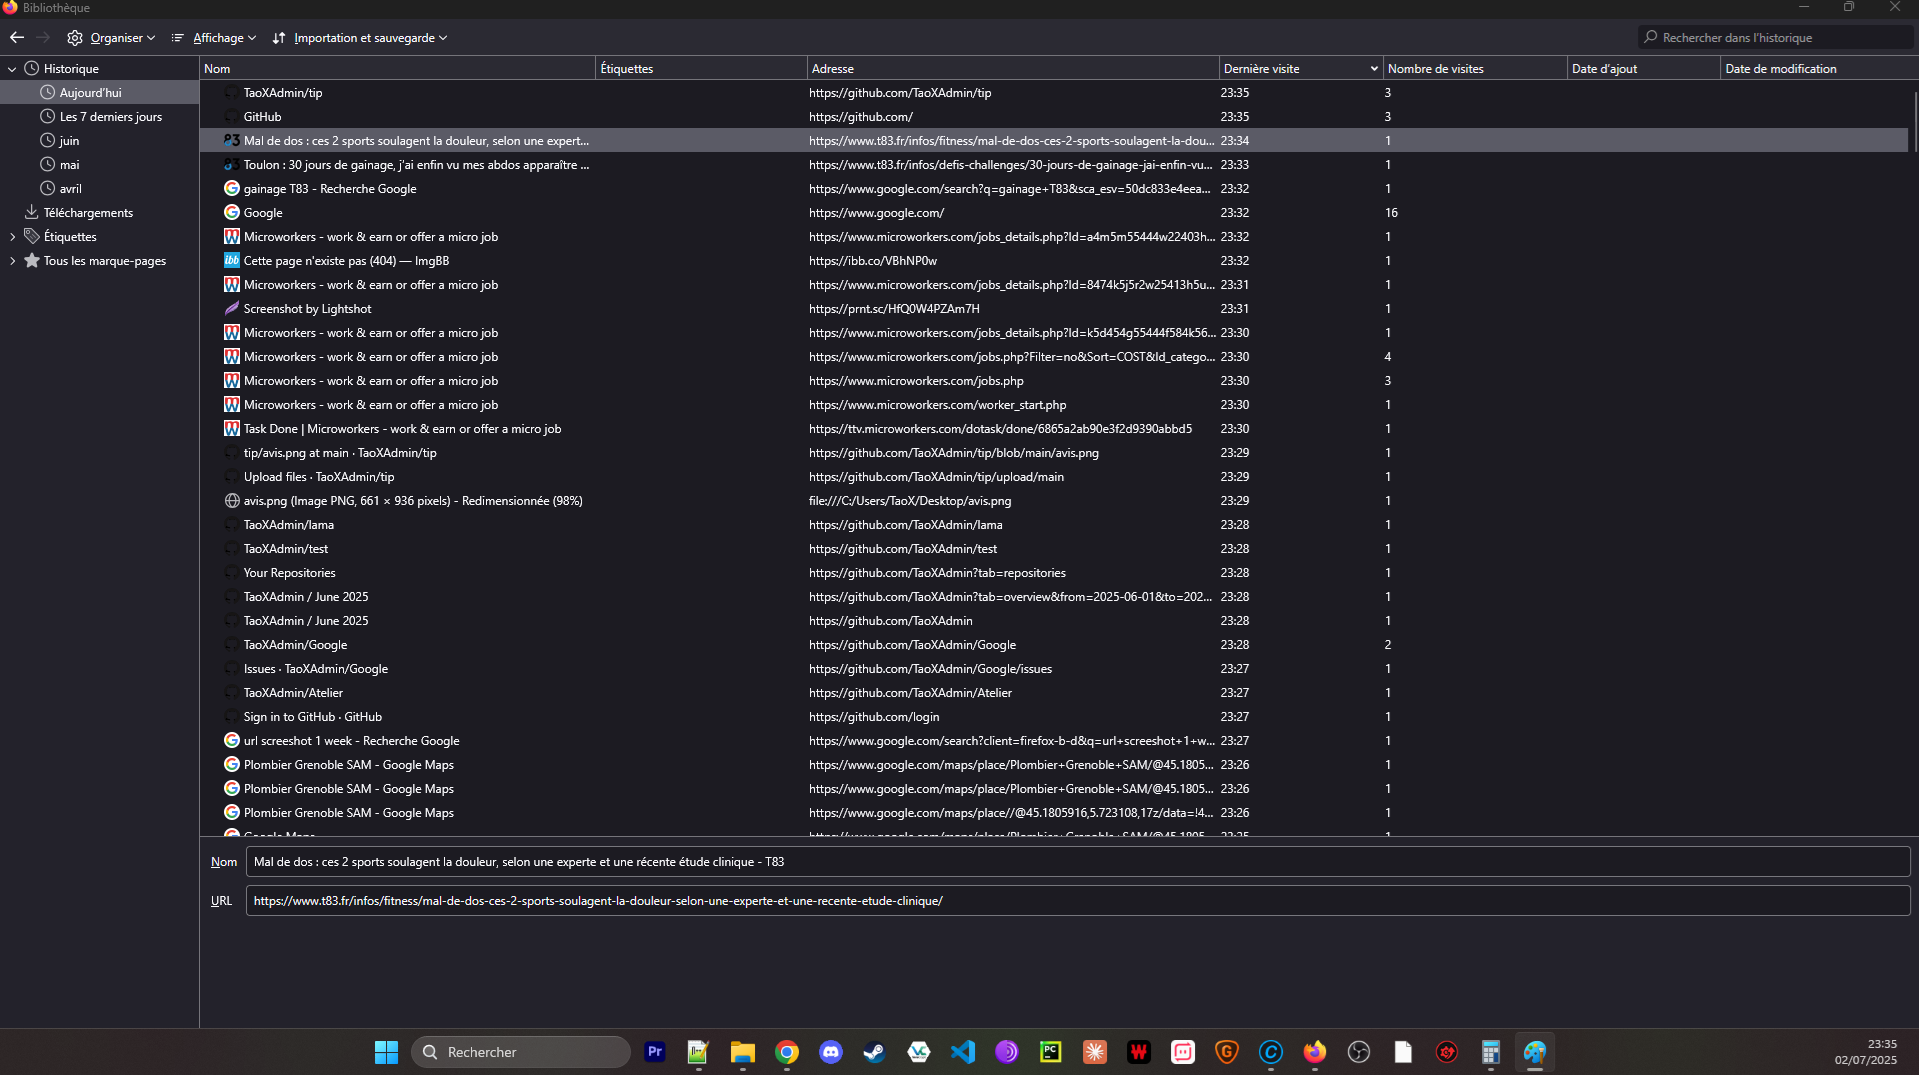 Bibliothèque
Organiser Affichage Importation et sauvegarde Rechercher dans l'historique
Historique
Aujourd'hui
Les 7 derniers jours
juin
mai
avril
Téléchargements
Étiquettes
Tous les marque-pages
Nom Étiquettes Adresse Dernière visite Nombre de visites Date d'ajout Date de modification
TaoXAdmin/tip https://github.com/TaoXAdmin/tip 23:35 3
GitHub https://github.com/ 23:35 3
83 Mal de dos : ces 2 sports soulagent la douleur, selon une expert... https://www.t83.fr/infos/fitness/mal-de-dos-ces-2-sports-soulagent-la-dou... 23:34 1
83 Toulon : 30 jours de gainage, j'ai enfin vu mes abdos apparaître ... https://www.t83.fr/infos/defis-challenges/30-jours-de-gainage-jai-enfin-vu... 23:33 1
gainage T83 - Recherche Google https://www.google.com/search?q=gainage+T83&sca_esv=50dc833e4eea... 23:32 1
Google https://www.google.com/ 23:32 16
Microworkers - work & earn or offer a micro job https://www.microworkers.com/jobs_details.php?Id=a4m5m55444w22403h... 23:32 1
ibb Cette page n'existe pas (404) — ImgBB https://ibb.co/VBhNP0w 23:32 1
Microworkers - work & earn or offer a micro job https://www.microworkers.com/jobs_details.php?Id=8474k5j5r2w25413h5u... 23:31 1
Screenshot by Lightshot https://prnt.sc/HfQ0W4PZAm7H 23:31 1
Microworkers - work & earn or offer a micro job https://www.microworkers.com/jobs_details.php?Id=k5d454g55444f584k56... 23:30 1
Microworkers - work & earn or offer a micro job https://www.microworkers.com/jobs.php?Filter=no&Sort=COST&Id_catego... 23:30 4
Microworkers - work & earn or offer a micro job https://www.microworkers.com/jobs.php 23:30 3
Microworkers - work & earn or offer a micro job https://www.microworkers.com/worker_start.php 23:30 1
Task Done | Microworkers - work & earn or offer a micro job https://ttv.microworkers.com/dotask/done/6865a2ab90e3f2d9390abbd5 23:30 1
tip/avis.png at main · TaoXAdmin/tip https://github.com/TaoXAdmin/tip/blob/main/avis.png 23:29 1
Upload files · TaoXAdmin/tip https://github.com/TaoXAdmin/tip/upload/main 23:29 1
avis.png (Image PNG, 661 × 936 pixels) - Redimensionnée (98%) file:///C:/Users/TaoX/Desktop/avis.png 23:29 1
TaoXAdmin/lama https://github.com/TaoXAdmin/lama 23:28 1
TaoXAdmin/test https://github.com/TaoXAdmin/test 23:28 1
Your Repositories https://github.com/TaoXAdmin?tab=repositories 23:28 1
TaoXAdmin / June 2025 https://github.com/TaoXAdmin?tab=overview&from=2025-06-01&to=202... 23:28 1
TaoXAdmin / June 2025 https://github.com/TaoXAdmin 23:28 1
TaoXAdmin/Google https://github.com/TaoXAdmin/Google 23:28 2
Issues · TaoXAdmin/Google https://github.com/TaoXAdmin/Google/issues 23:27 1
TaoXAdmin/Atelier https://github.com/TaoXAdmin/Atelier 23:27 1
Sign in to GitHub · GitHub https://github.com/login 23:27 1
url screeshot 1 week - Recherche Google https://www.google.com/search?client=firefox-b-d&q=url+screeshot+1+w... 23:27 1
Plombier Grenoble SAM - Google Maps https://www.google.com/maps/place/Plombier+Grenoble+SAM/@45.1805... 23:26 1
Plombier Grenoble SAM - Google Maps https://www.google.com/maps/place/Plombier+Grenoble+SAM/@45.1805... 23:26 1
Plombier Grenoble SAM - Google Maps https://www.google.com/maps/place//@45.1805916,5.723108,17z/data=!4... 23:26 1
Google Maps https://www.google.com/maps/place/Plombier+Grenoble+SAM/@45.1805... 23:25 1
Nom Mal de dos : ces 2 sports soulagent la douleur, selon une experte et une récente étude clinique - T83
URL https://www.t83.fr/infos/fitness/mal-de-dos-ces-2-sports-soulagent-la-douleur-selon-une-experte-et-une-recente-etude-clinique/
Rechercher Pr PC
23:35
02/07/2025